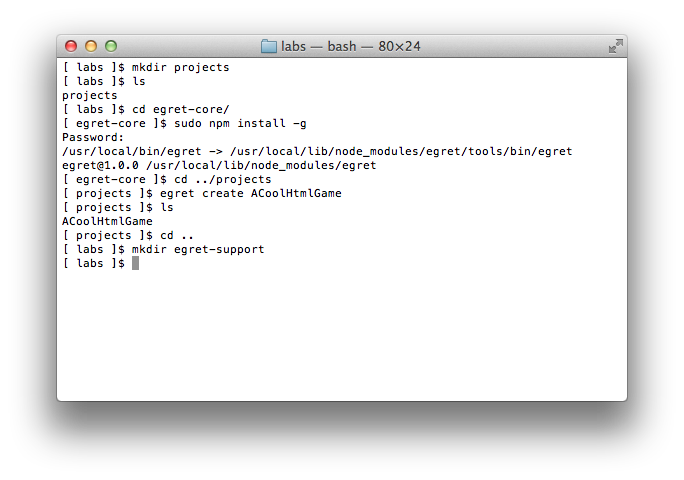 labs — bash — 80×24
[ labs ]$ mkdir projects
[ labs ]$ ls
projects
[ labs ]$ cd egret-core/
[ egret-core ]$ sudo npm install -g
Password:
/usr/local/bin/egret -> /usr/local/lib/node_modules/egret/tools/bin/egret
egret@1.0.0 /usr/local/lib/node_modules/egret
[ egret-core ]$ cd ../projects
[ projects ]$ egret create ACoolHtmlGame
[ projects ]$ ls
ACoolHtmlGame
[ projects ]$ cd ..
[ labs ]$ mkdir egret-support
[ labs ]$